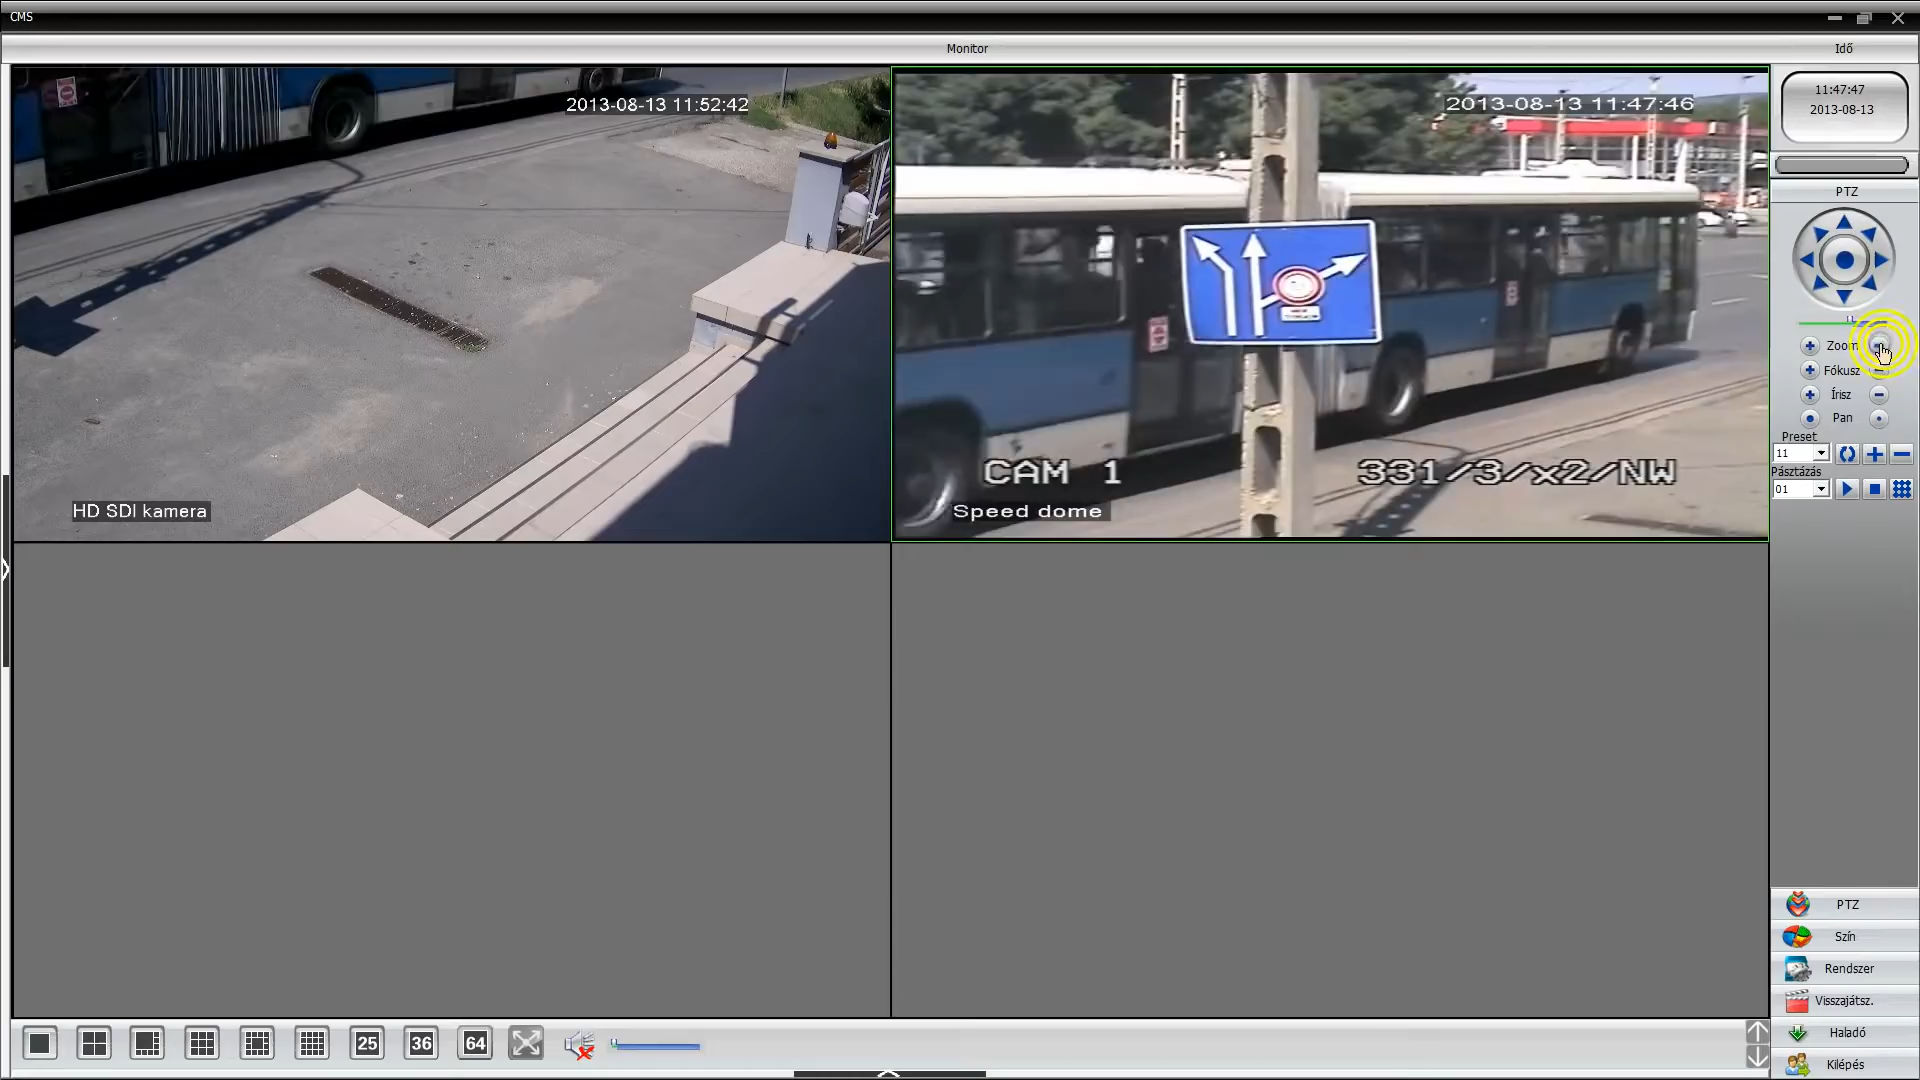 CMS
Monitor
Idő
2013-08-13 11:52:42
HD SDI kamera
2013-08-13 11:47:46
CAM 1
331/3/x2/NW
Speed dome
11:47:47
2013-08-13
PTZ
Zoom
Fókusz
Írisz
Pan
Preset
11
Pásztázás
01
PTZ
Szín
Rendszer
Visszajátsz.
Haladó
Kilépés
25
36
64